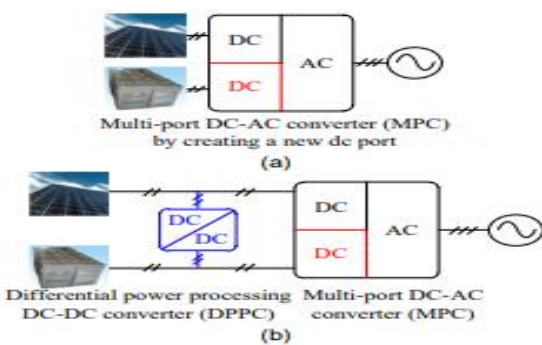 DC
AC
DC
Multi-port DC-AC converter (MPC)
by creating a new dc port
(a)
DC
DC
DC
AC
DC
Differential power processing
DC-DC converter (DPPC)
Multi-port DC-AC
converter (MPC)
(b)